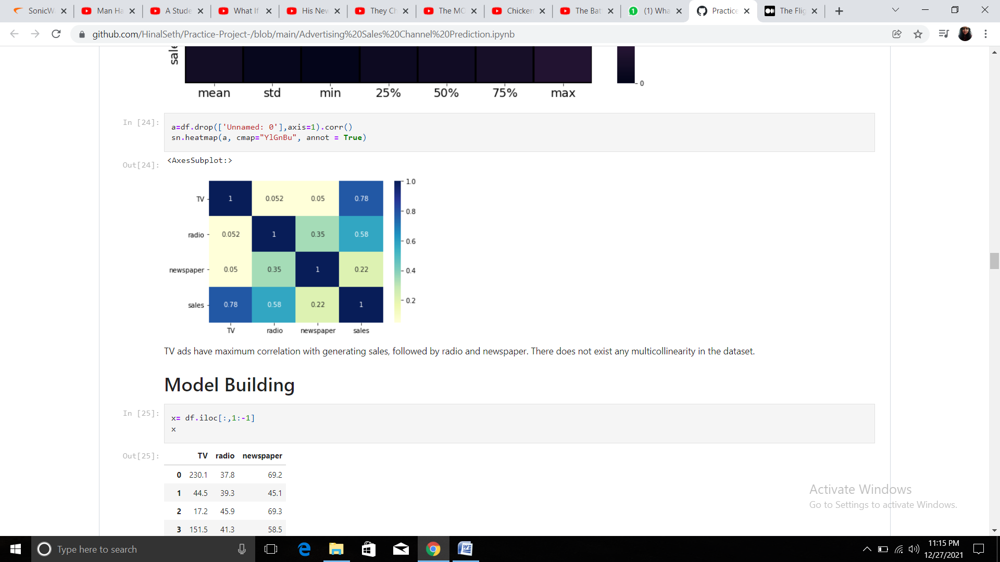 SonicW
Man Ha
A Stude
What If
His New
They Ch
The MC
Chicken
The Bat
(1) Wha
Practice
The Flig
github.com/HinalSeth/Practice-Project-/blob/main/Advertising%20Sales%20Channel%20Prediction.ipynb
sale
0
mean std min 25% 50% 75% max
In [24]:
a=df.drop(['Unnamed: 0'],axis=1).corr()
sn.heatmap(a, cmap="YlGnBu", annot = True)
Out[24]:
<AxesSubplot:>
TV 1 0.052 0.05 0.78
radio 0.052 1 0.35 0.58
newspaper 0.05 0.35 1 0.22
sales 0.78 0.58 0.22 1
TV radio newspaper sales
1.0
0.8
0.6
0.4
0.2
TV ads have maximum correlation with generating sales, followed by radio and newspaper. There does not exist any multicollinearity in the dataset.
Model Building
In [25]:
x= df.iloc[:,1:-1]
x
Out[25]:
TV radio newspaper
0 230.1 37.8 69.2
1 44.5 39.3 45.1
2 17.2 45.9 69.3
3 151.5 41.3 58.5
Activate Windows
Go to Settings to activate Windows.
Type here to search
11:15 PM
12/27/2021